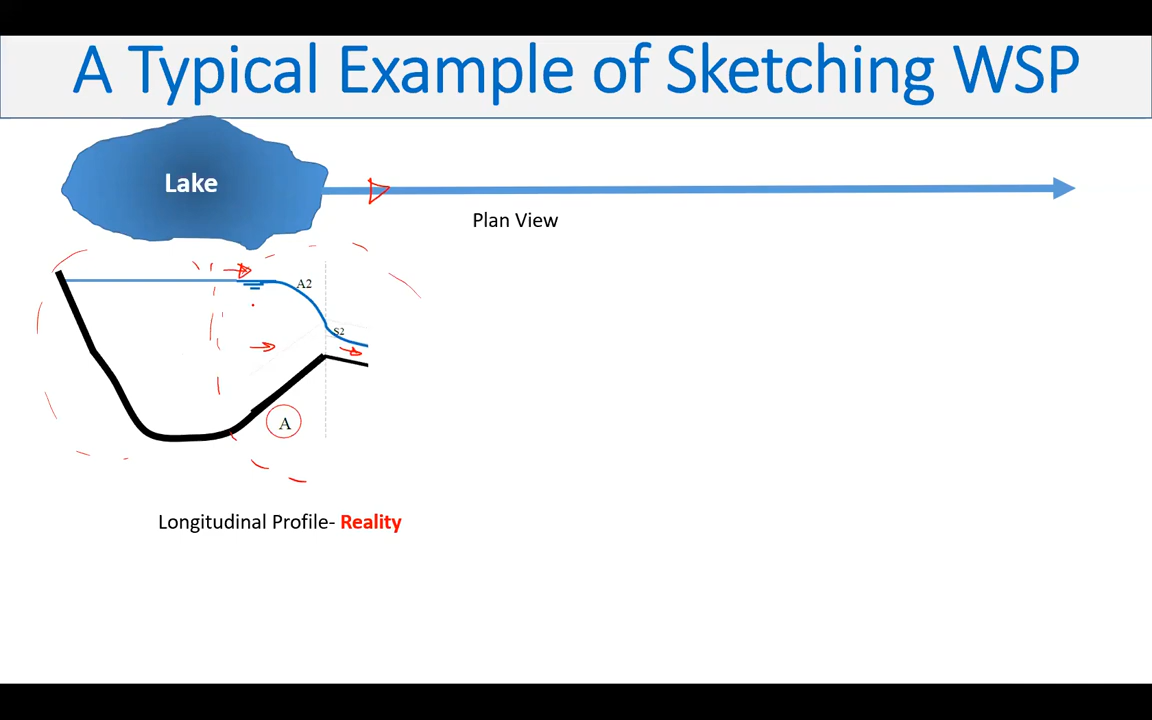 A Typical Example of Sketching WSP
Lake
Plan View
A2
S2
A
Longitudinal Profile- Reality